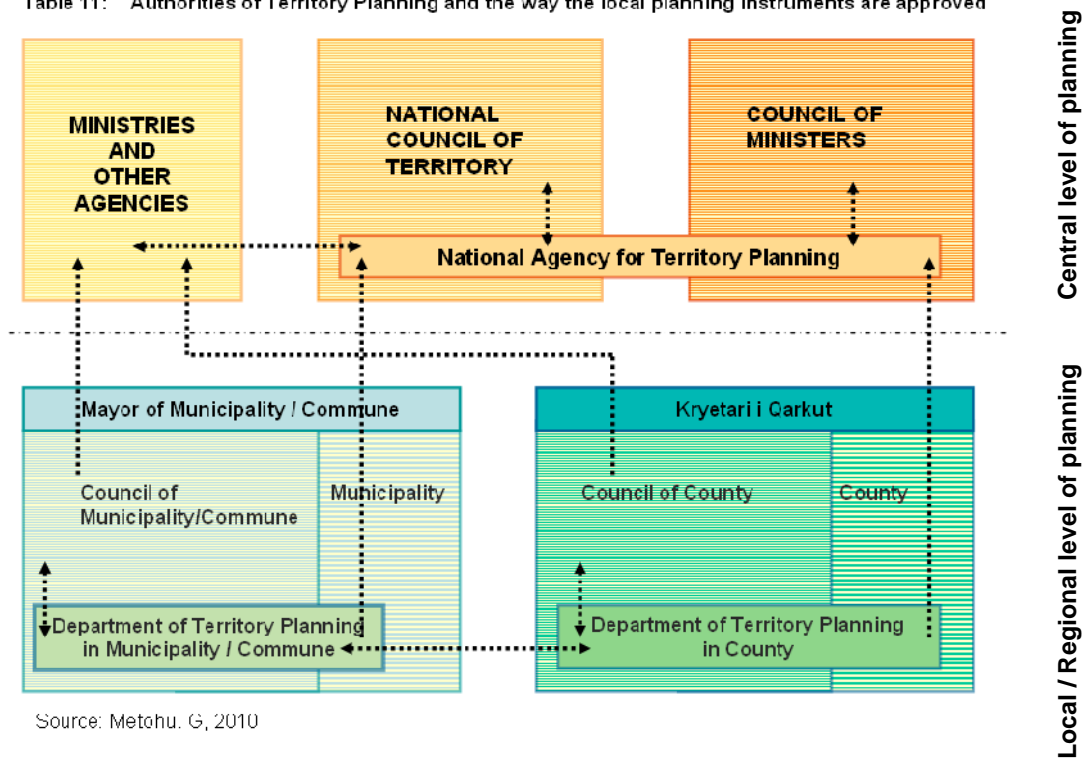 Table 11: Authorities of Territory Planning and the way the local planning instruments are approved
Central level of planning
MINISTRIES
AND
OTHER
AGENCIES
NATIONAL
COUNCIL OF
TERRITORY
COUNCIL OF
MINISTERS
National Agency for Territory Planning
Local / Regional level of planning
Mayor of Municipality / Commune
Kryetari i Qarkut
Council of
Municipality/Commune
Municipality
Council of County
County
Department of Territory Planning
in Municipality / Commune
Department of Territory Planning
in County
Source: Metohu. G, 2010